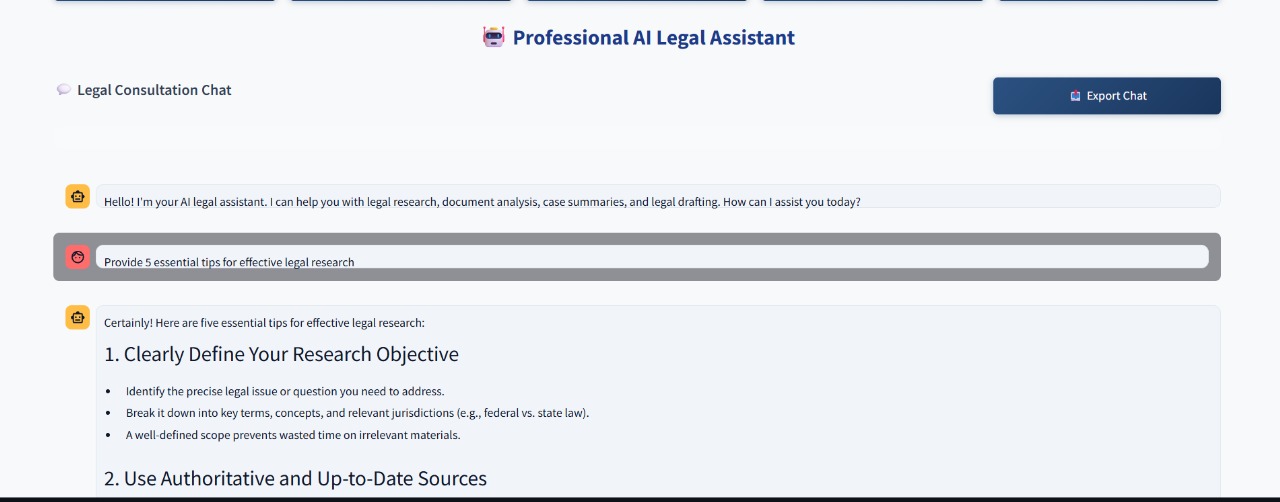 Professional AI Legal Assistant
Legal Consultation Chat
Export Chat
Hello! I'm your AI legal assistant. I can help you with legal research, document analysis, case summaries, and legal drafting. How can I assist you today?
Provide 5 essential tips for effective legal research
Certainly! Here are five essential tips for effective legal research:
1. Clearly Define Your Research Objective
• Identify the precise legal issue or question you need to address.
• Break it down into key terms, concepts, and relevant jurisdictions (e.g., federal vs. state law).
• A well-defined scope prevents wasted time on irrelevant materials.
2. Use Authoritative and Up-to-Date Sources